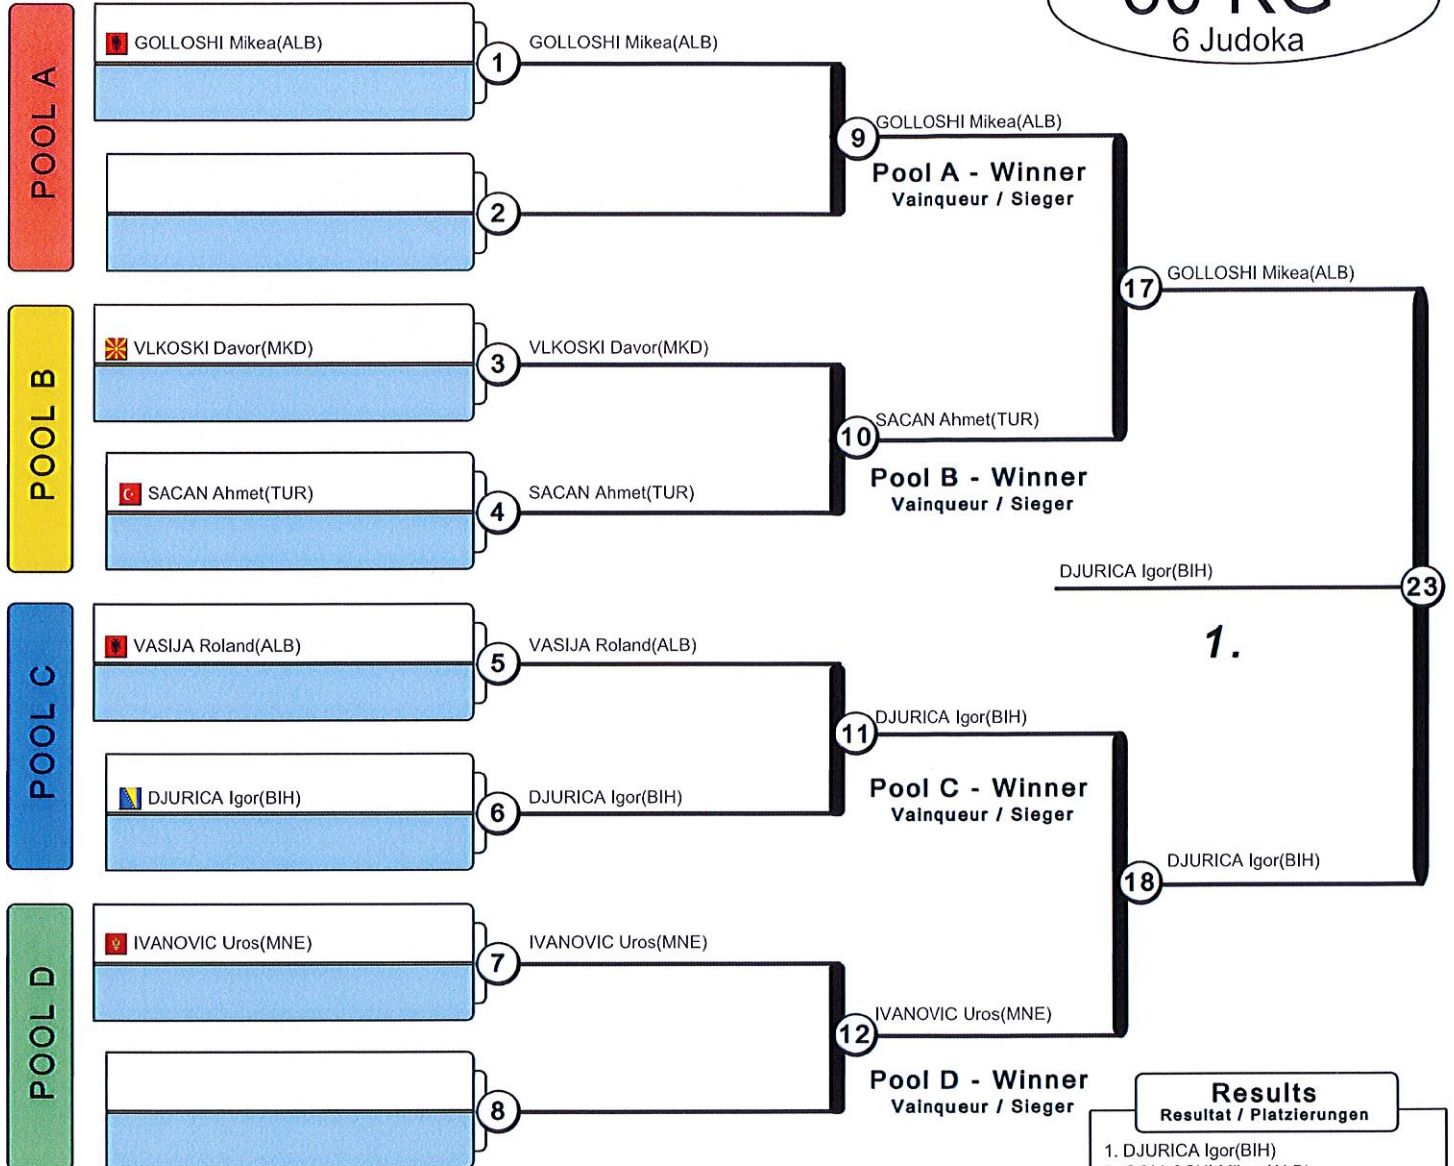 KG
6 Judoka
POOL A
GOLLOSHI Mikea(ALB)
1
GOLLOSHI Mikea(ALB)
2
9
GOLLOSHI Mikea(ALB)
Pool A - Winner
Vainqueur / Sieger
POOL B
VLKOSKI Davor(MKD)
3
VLKOSKI Davor(MKD)
SACAN Ahmet(TUR)
4
SACAN Ahmet(TUR)
10
SACAN Ahmet(TUR)
Pool B - Winner
Vainqueur / Sieger
17
GOLLOSHI Mikea(ALB)
DJURICA Igor(BIH)
23
1.
POOL C
VASIJA Roland(ALB)
5
VASIJA Roland(ALB)
DJURICA Igor(BIH)
6
DJURICA Igor(BIH)
11
DJURICA Igor(BIH)
Pool C - Winner
Vainqueur / Sieger
18
DJURICA Igor(BIH)
POOL D
IVANOVIC Uros(MNE)
7
IVANOVIC Uros(MNE)
8
12
IVANOVIC Uros(MNE)
Pool D - Winner
Vainqueur / Sieger
Results
Resultat / Platzierungen
1. DJURICA Igor(BIH)